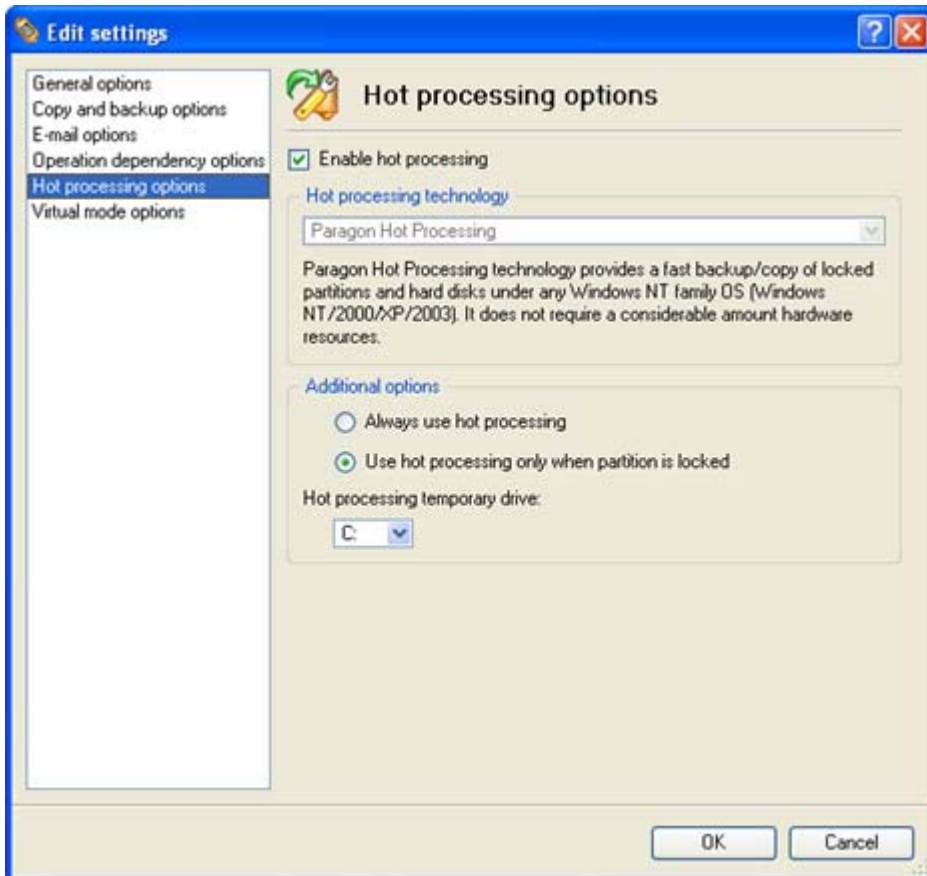 Edit settings
General options
Copy and backup options
E-mail options
Operation dependency options
Hot processing options
Virtual mode options
Hot processing options
Enable hot processing
Hot processing technology
Paragon Hot Processing
Paragon Hot Processing technology provides a fast backup/copy of locked
partitions and hard disks under any Windows NT family OS (Windows
NT/2000/XP/2003). It does not require a considerable amount hardware
resources.
Additional options
Always use hot processing
Use hot processing only when partition is locked
Hot processing temporary drive:
C:
OK
Cancel